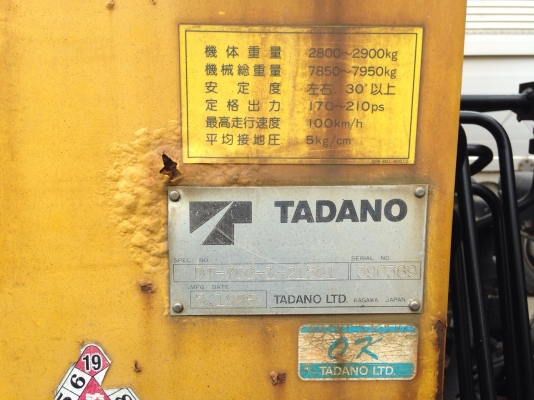 機体重量 2800～2900kg
機械総重量 7850～7950kg
安定度 左右 30°以上
定格出力 170～210ps
最高走行速度 100km/h
平均接地圧 5kg/cm
TADANO
SPEC. NO. SERIAL NO.
390369
MFG. DATE
TADANO LTD. KAGAWA JAPAN
OK
TADANO LTD.
19
6